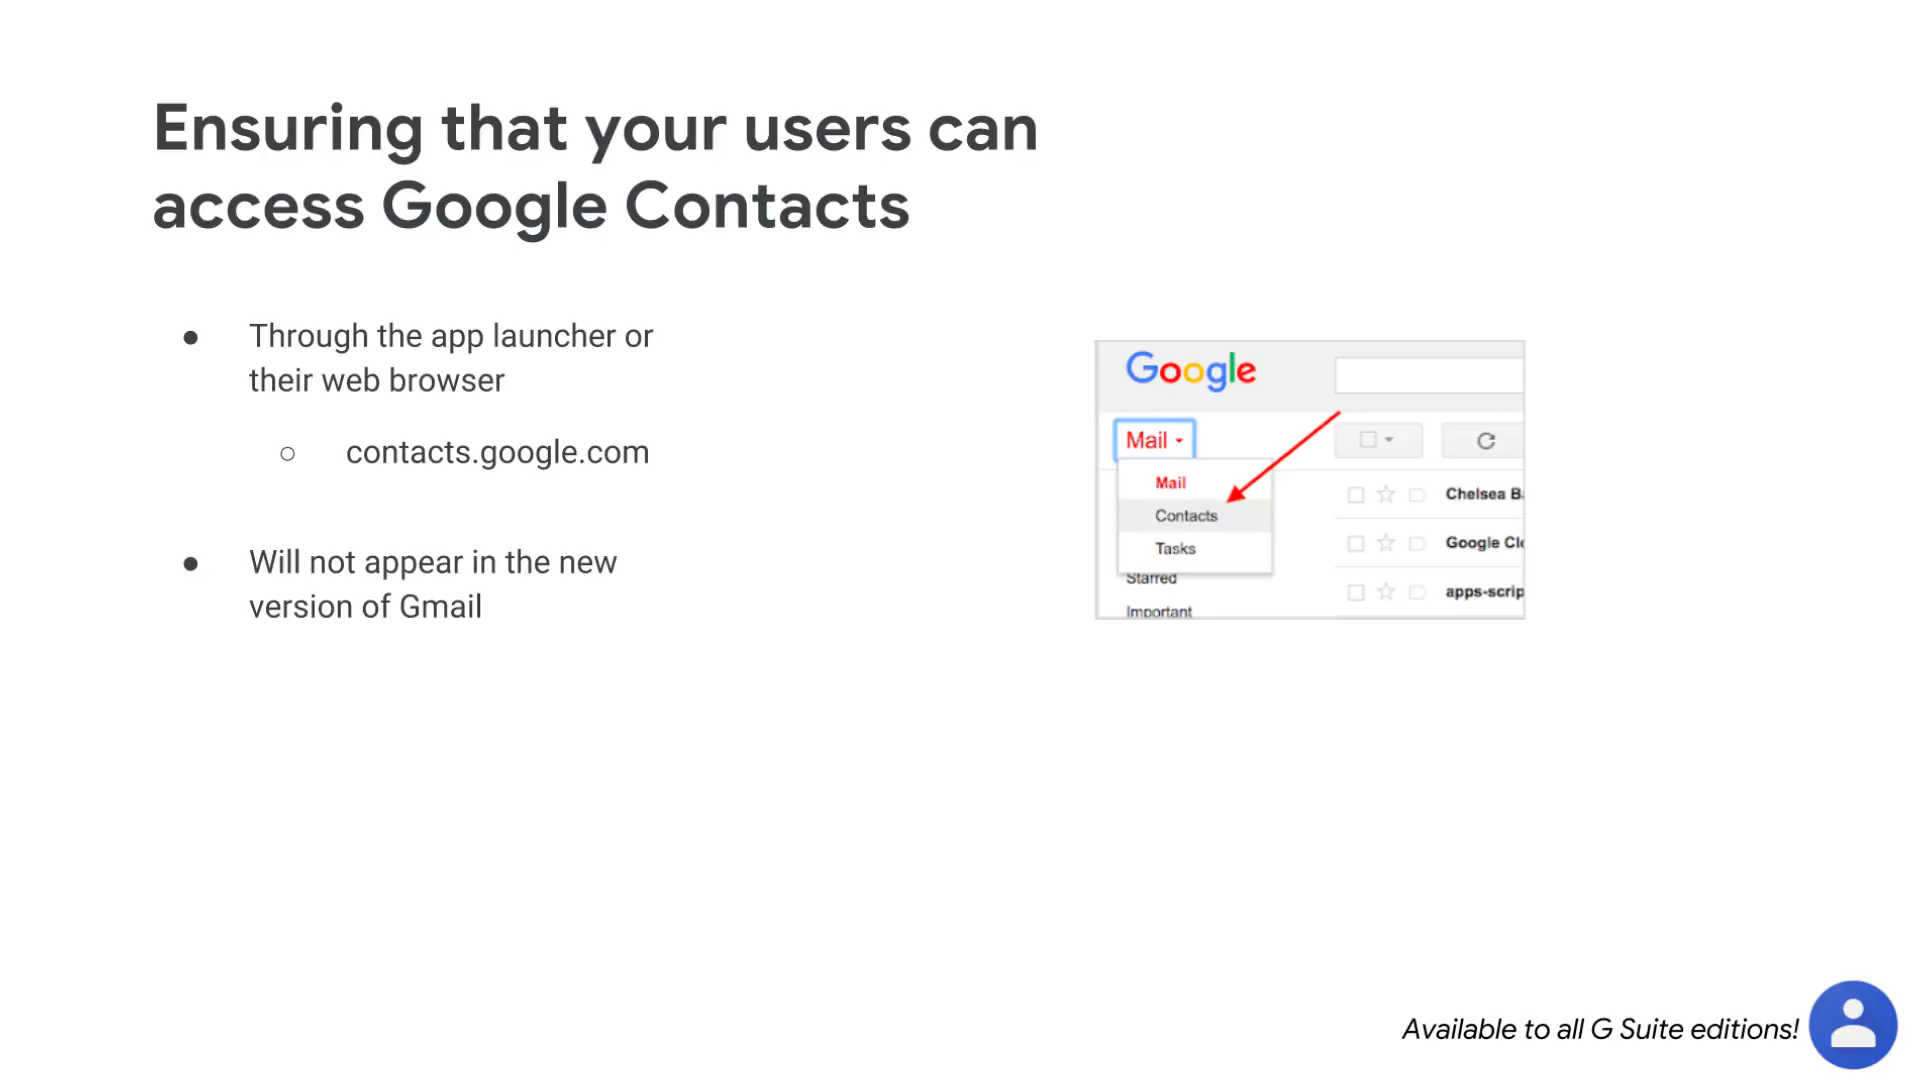 Ensuring that your users can
access Google Contacts
● Through the app launcher or
their web browser
○ contacts.google.com
● Will not appear in the new
version of Gmail
Google
Mail
Mail
Contacts
Tasks
Starred
Important
Chelsea
Google
Available to all G Suite editions!